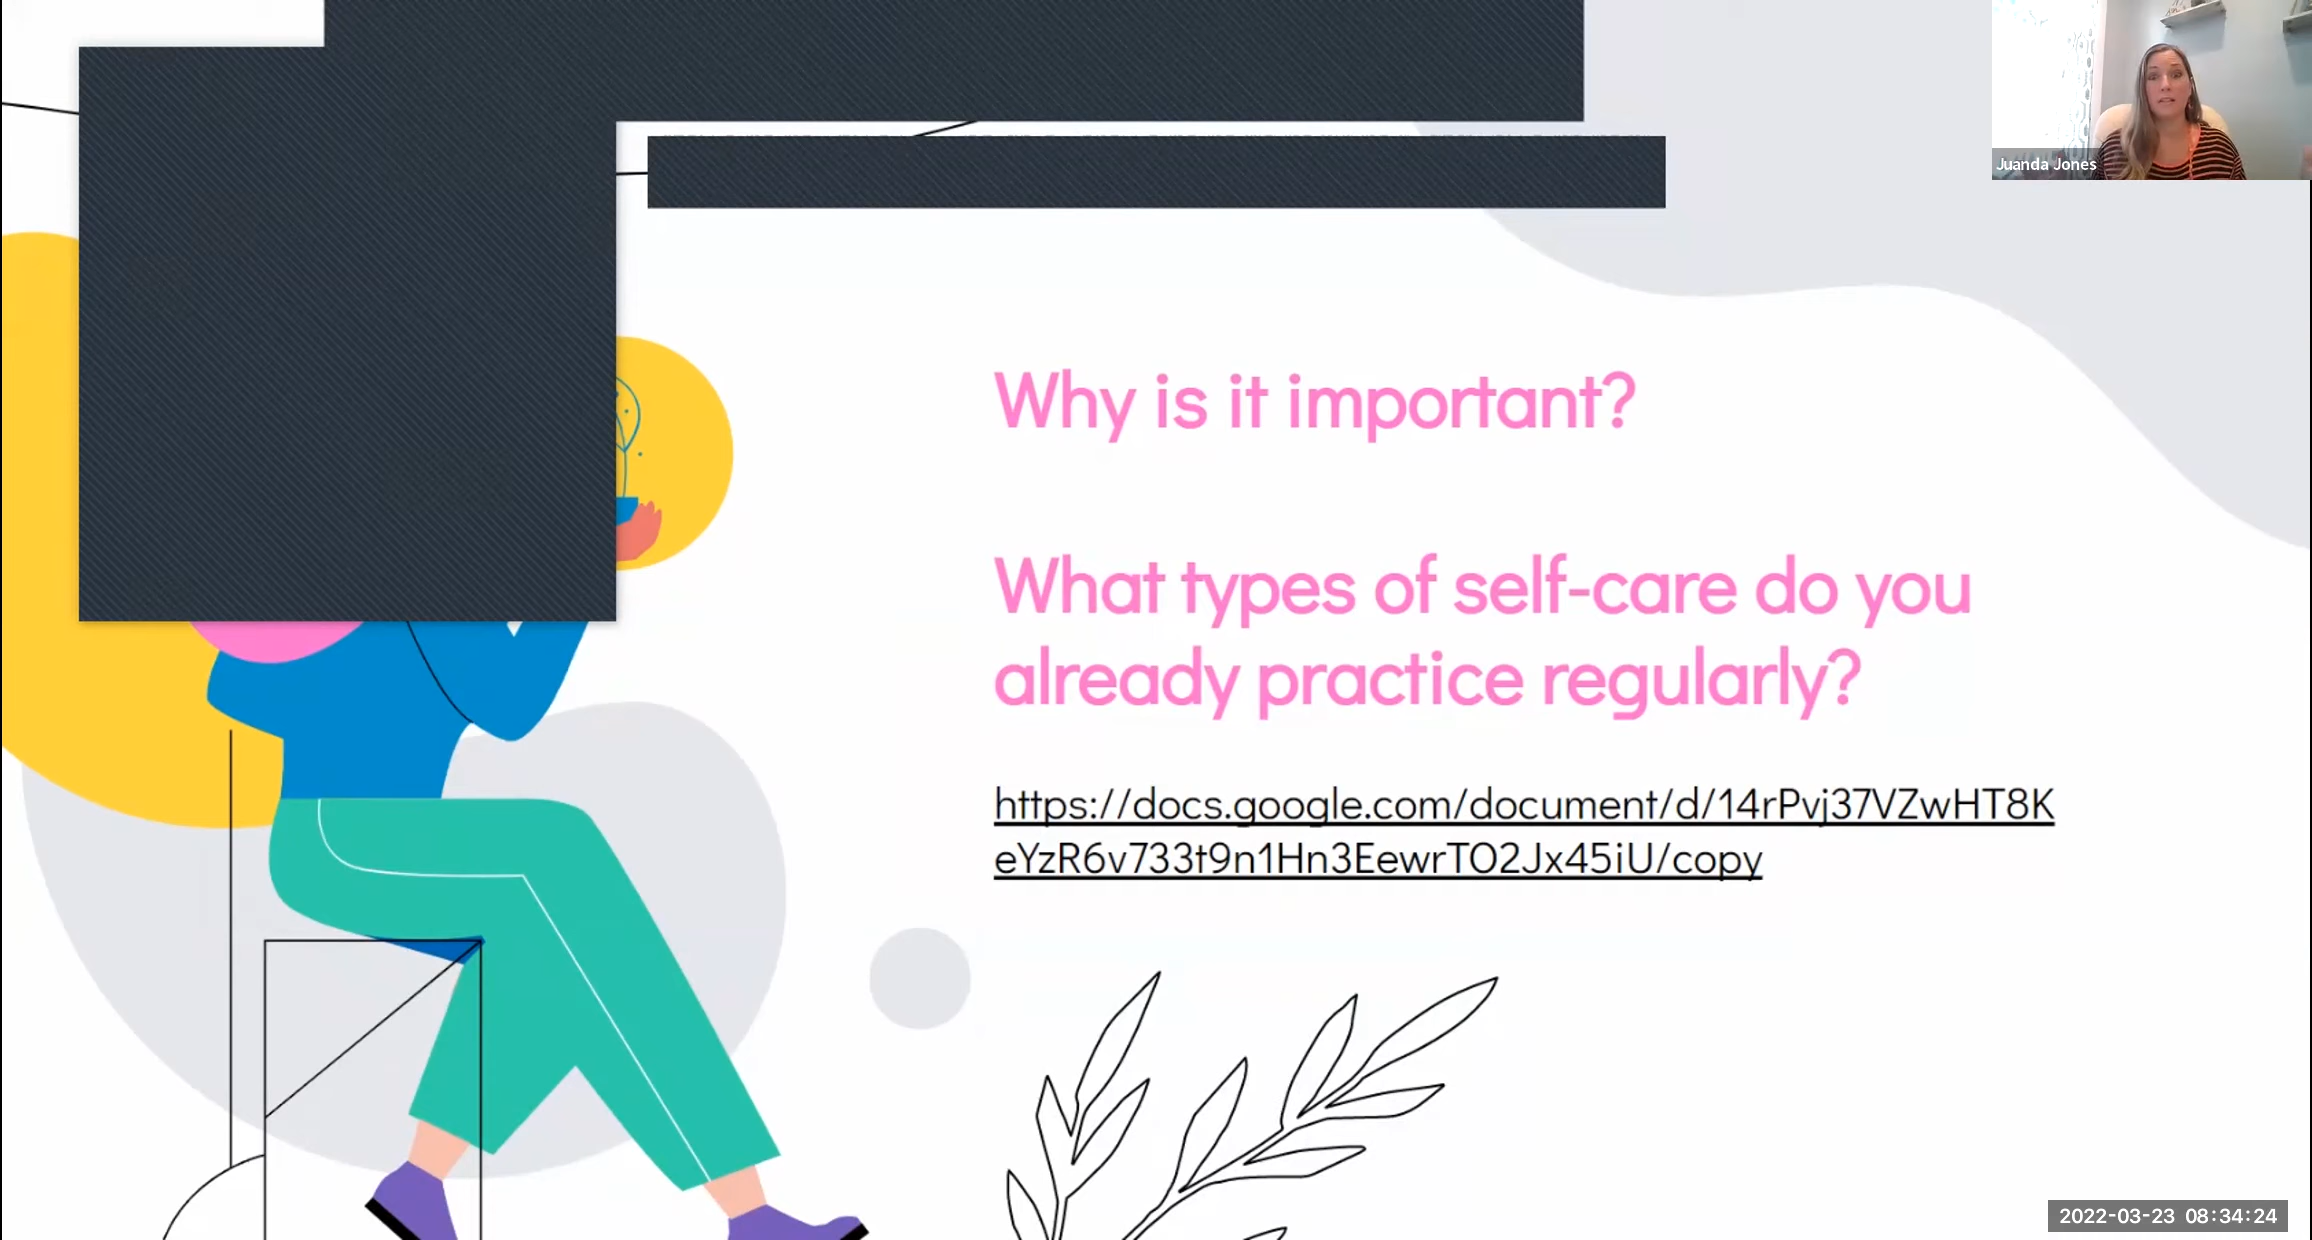 Juanda Jones
Why is it important?
What types of self-care do you
already practice regularly?
https://docs.google.com/document/d/14rPvj37VZwHT8K
eYzR6v733t9n1Hn3EewrTO2Jx45iU/copy
2022-03-23 08:34:24